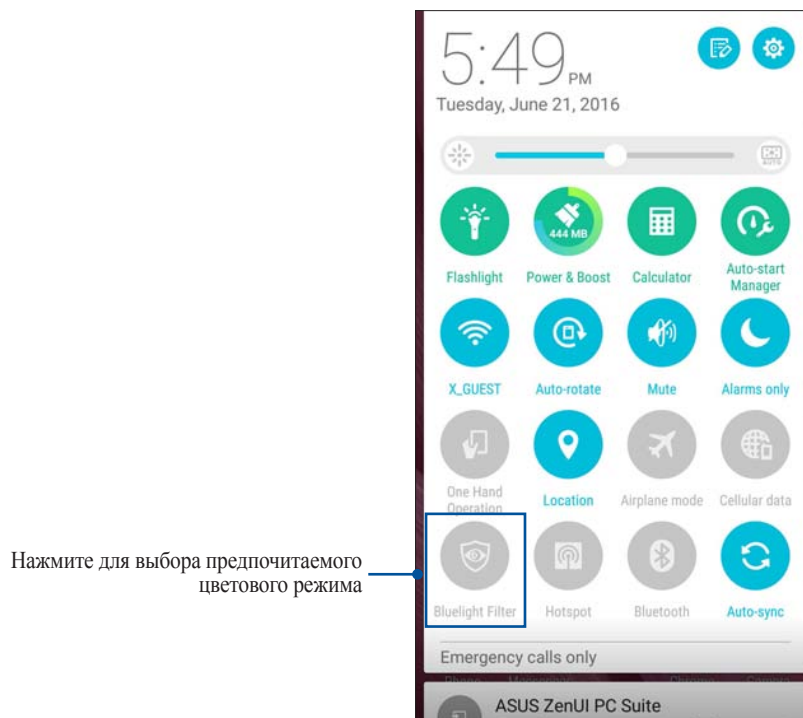 5:49 PM
Tuesday, June 21, 2016
AUTO
444 MB
Flashlight
Power & Boost
Calculator
Auto-start
Manager
X_GUEST
Auto-rotate
Mute
Alarms only
One Hand
Operation
Location
Airplane mode
Cellular data
Нажмите для выбора предпочитаемого
цветового режима
Bluelight Filter
Hotspot
Bluetooth
Auto-sync
Emergency calls only
ASUS ZenUI PC Suite